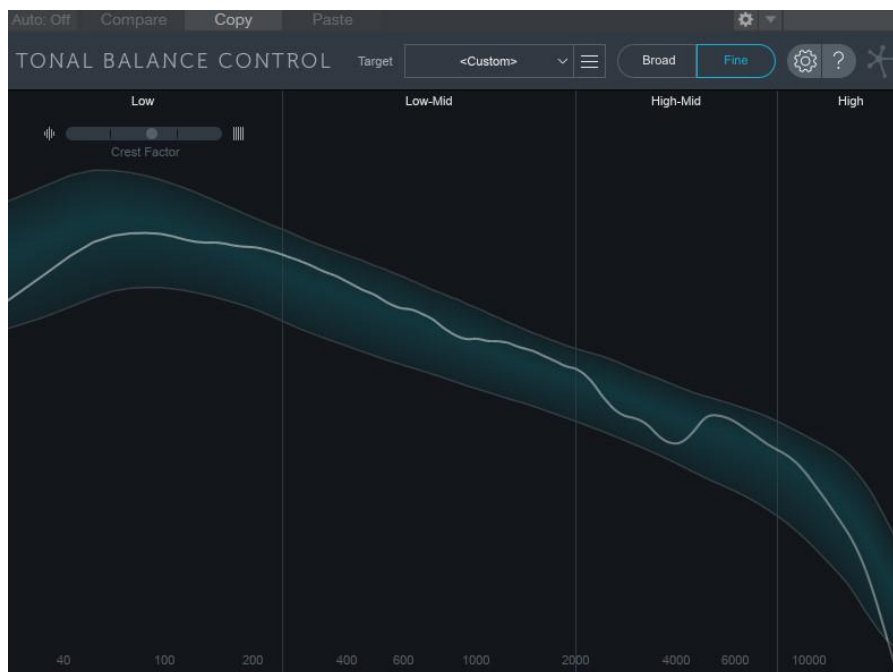 Auto: Off Compare Copy Paste
TONAL BALANCE CONTROL Target <Custom> Broad Fine ?
Low Low-Mid High-Mid High
Crest Factor
40 100 200 400 600 1000 2000 4000 6000 10000